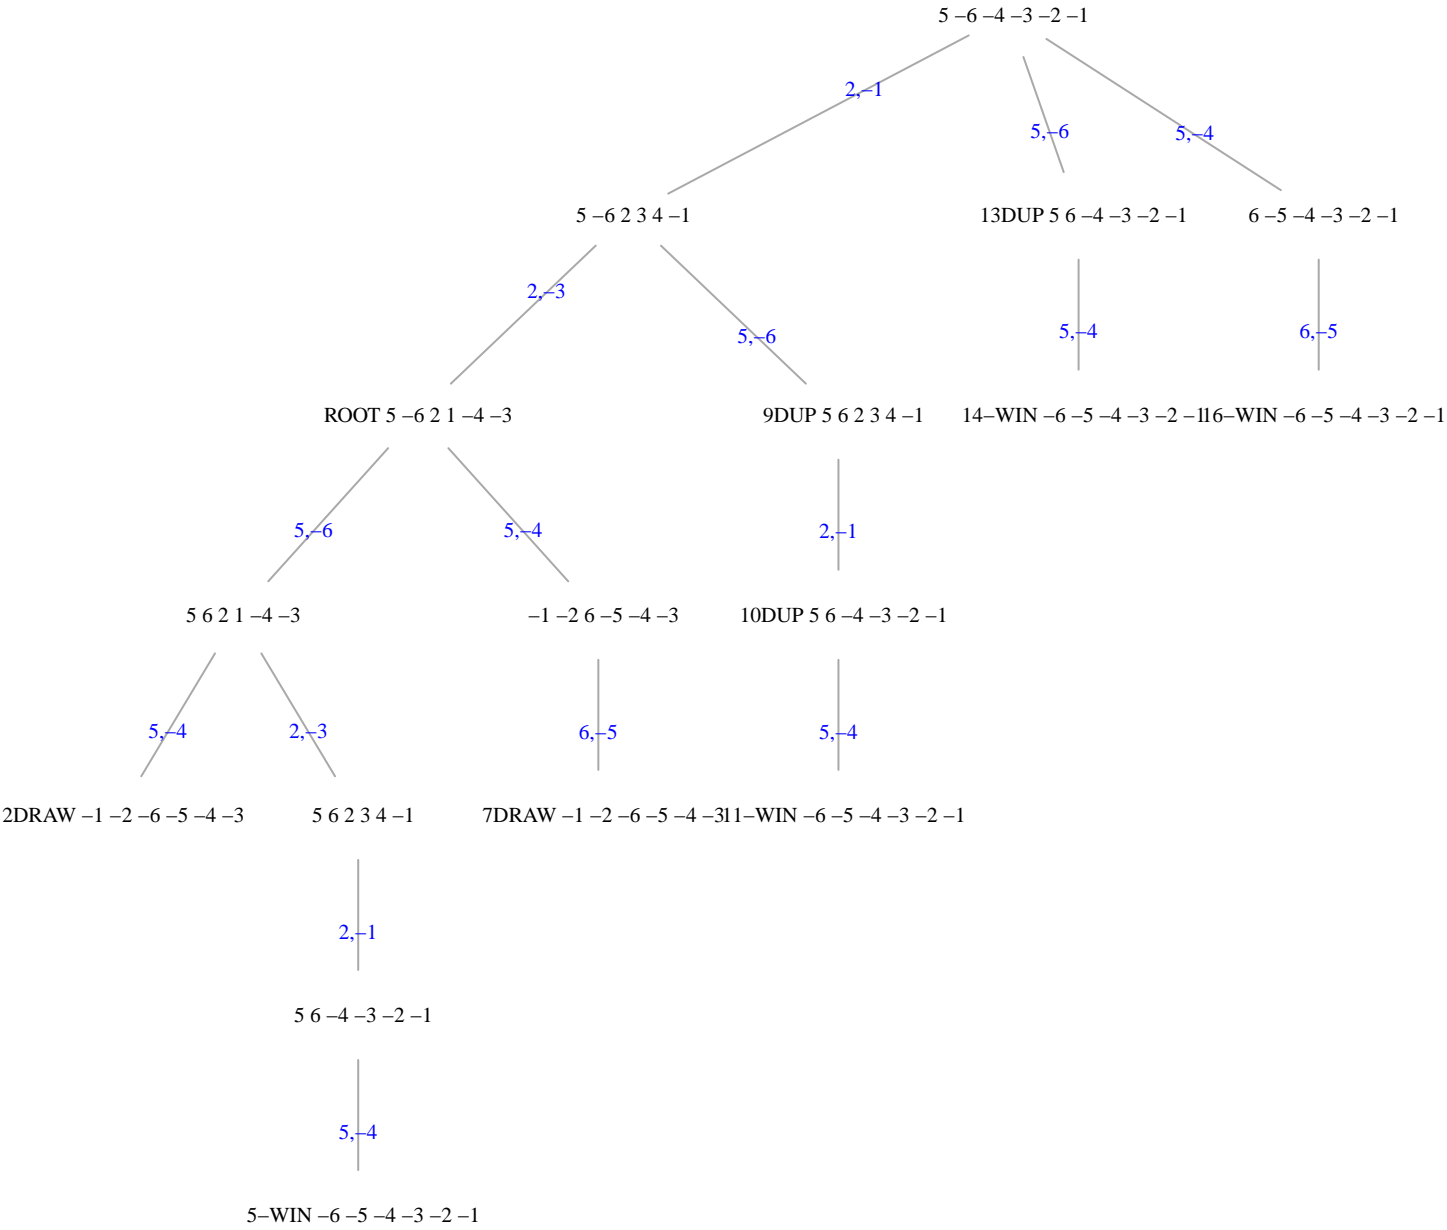 5 –6 –4 –3 –2 –1
2,–1
5,–6
5,–4
5 –6 2 3 4 –1
13DUP 5 6 –4 –3 –2 –1
6 –5 –4 –3 –2 –1
2,–3
5,–6
5,–4
6,–5
ROOT 5 –6 2 1 –4 –3
9DUP 5 6 2 3 4 –1
14–WIN –6 –5 –4 –3 –2 –1
16–WIN –6 –5 –4 –3 –2 –1
5,–6
5,–4
2,–1
5 6 2 1 –4 –3
–1 –2 6 –5 –4 –3
10DUP 5 6 –4 –3 –2 –1
5,–4
2,–3
6,–5
5,–4
2DRAW –1 –2 –6 –5 –4 –3
5 6 2 3 4 –1
7DRAW –1 –2 –6 –5 –4 –3
11–WIN –6 –5 –4 –3 –2 –1
2,–1
5 6 –4 –3 –2 –1
5,–4
5–WIN –6 –5 –4 –3 –2 –1